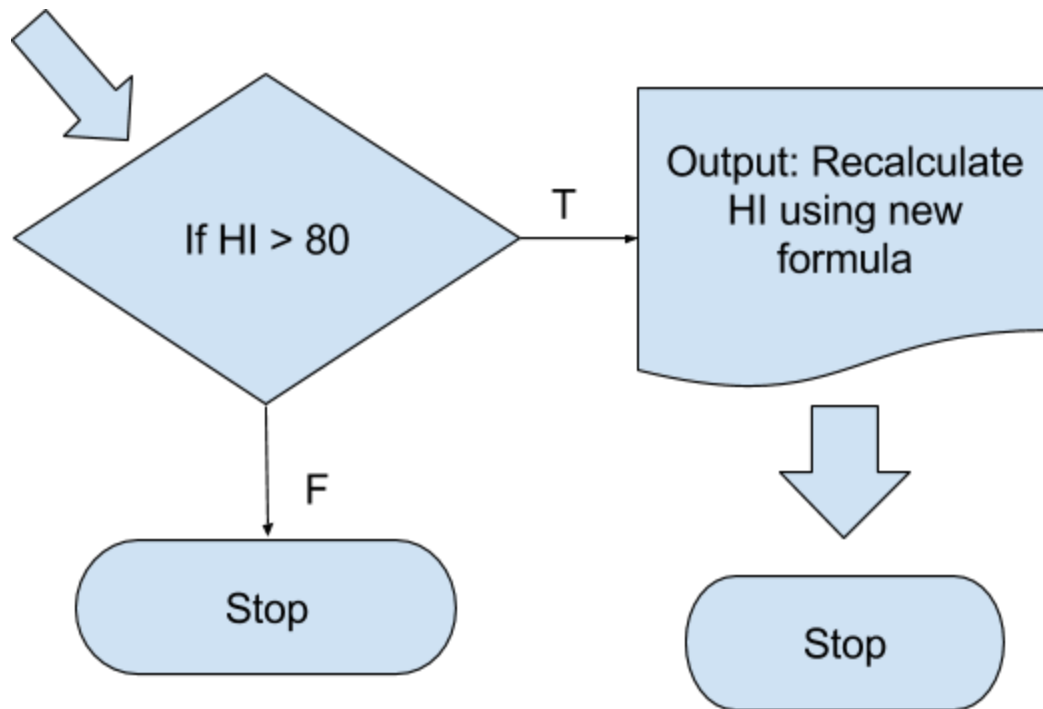 If HI > 80
T
Output: Recalculate
HI using new
formula
F
Stop
Stop